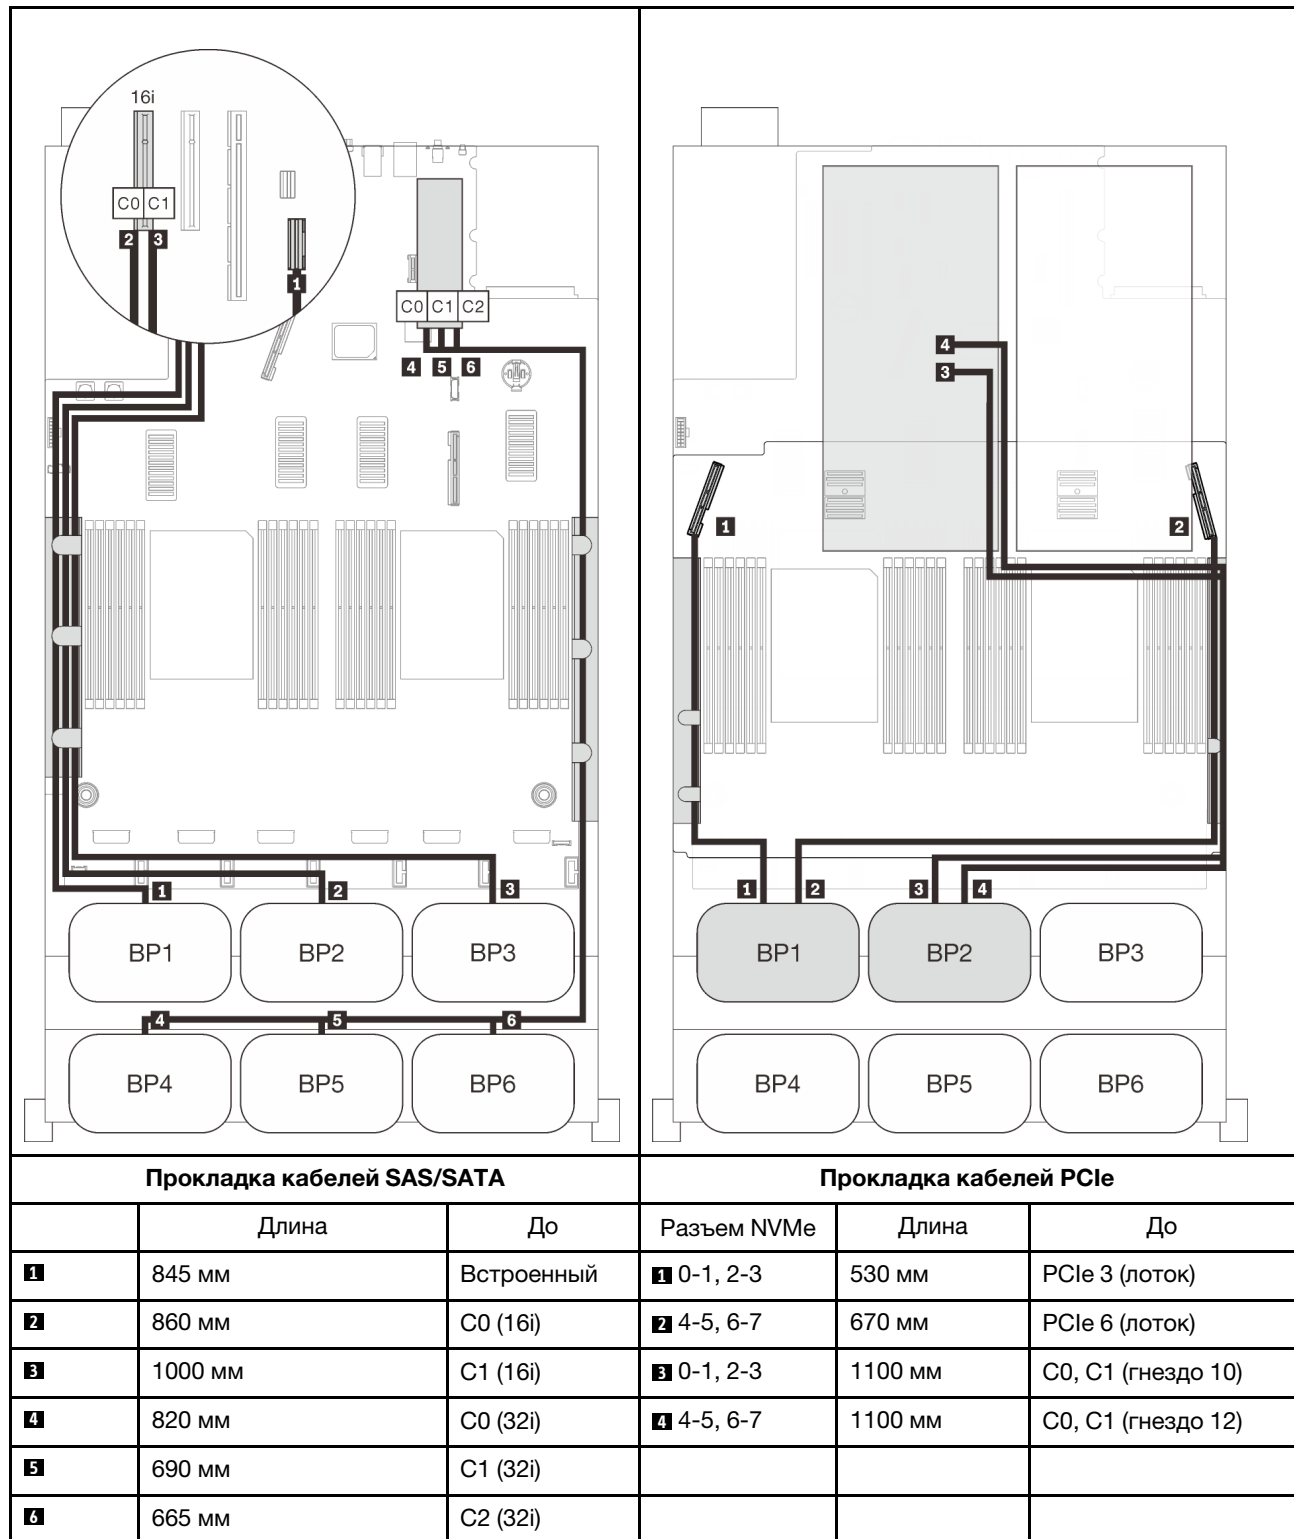 16i
C0 C1
2 3
1
C0 C1 C2
4 5 6
1 2 3
BP1 BP2 BP3
4 5 6
BP4 BP5 BP6
4
3
1 2
1 2 3 4
BP1 BP2 BP3
BP4 BP5 BP6
Прокладка кабелей SAS/SATA Прокладка кабелей PCIe
Длина До Разъем NVMe Длина До
1 845 мм Встроенный 1 0-1, 2-3 530 мм PCIe 3 (лоток)
2 860 мм C0 (16i) 2 4-5, 6-7 670 мм PCIe 6 (лоток)
3 1000 мм C1 (16i) 3 0-1, 2-3 1100 мм C0, C1 (гнездо 10)
4 820 мм C0 (32i) 4 4-5, 6-7 1100 мм C0, C1 (гнездо 12)
5 690 мм C1 (32i)
6 665 мм C2 (32i)